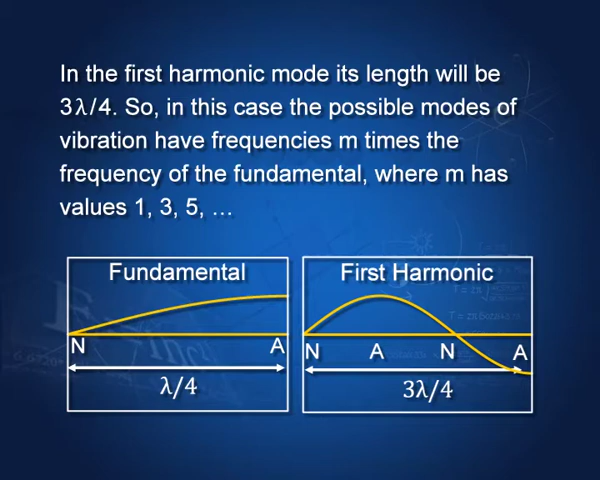 In the first harmonic mode its length will be
3λ/4. So, in this case the possible modes of
vibration have frequencies m times the
frequency of the fundamental, where m has
values 1, 3, 5, …
Fundamental
N A
λ/4
First Harmonic
N A N A
3λ/4